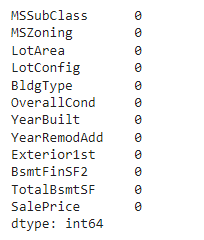 MSSubClass 0
MSZoning 0
LotArea 0
LotConfig 0
BldgType 0
OverallCond 0
YearBuilt 0
YearRemodAdd 0
Exterior1st 0
BsmtFinSF2 0
TotalBsmtSF 0
SalePrice 0
dtype: int64